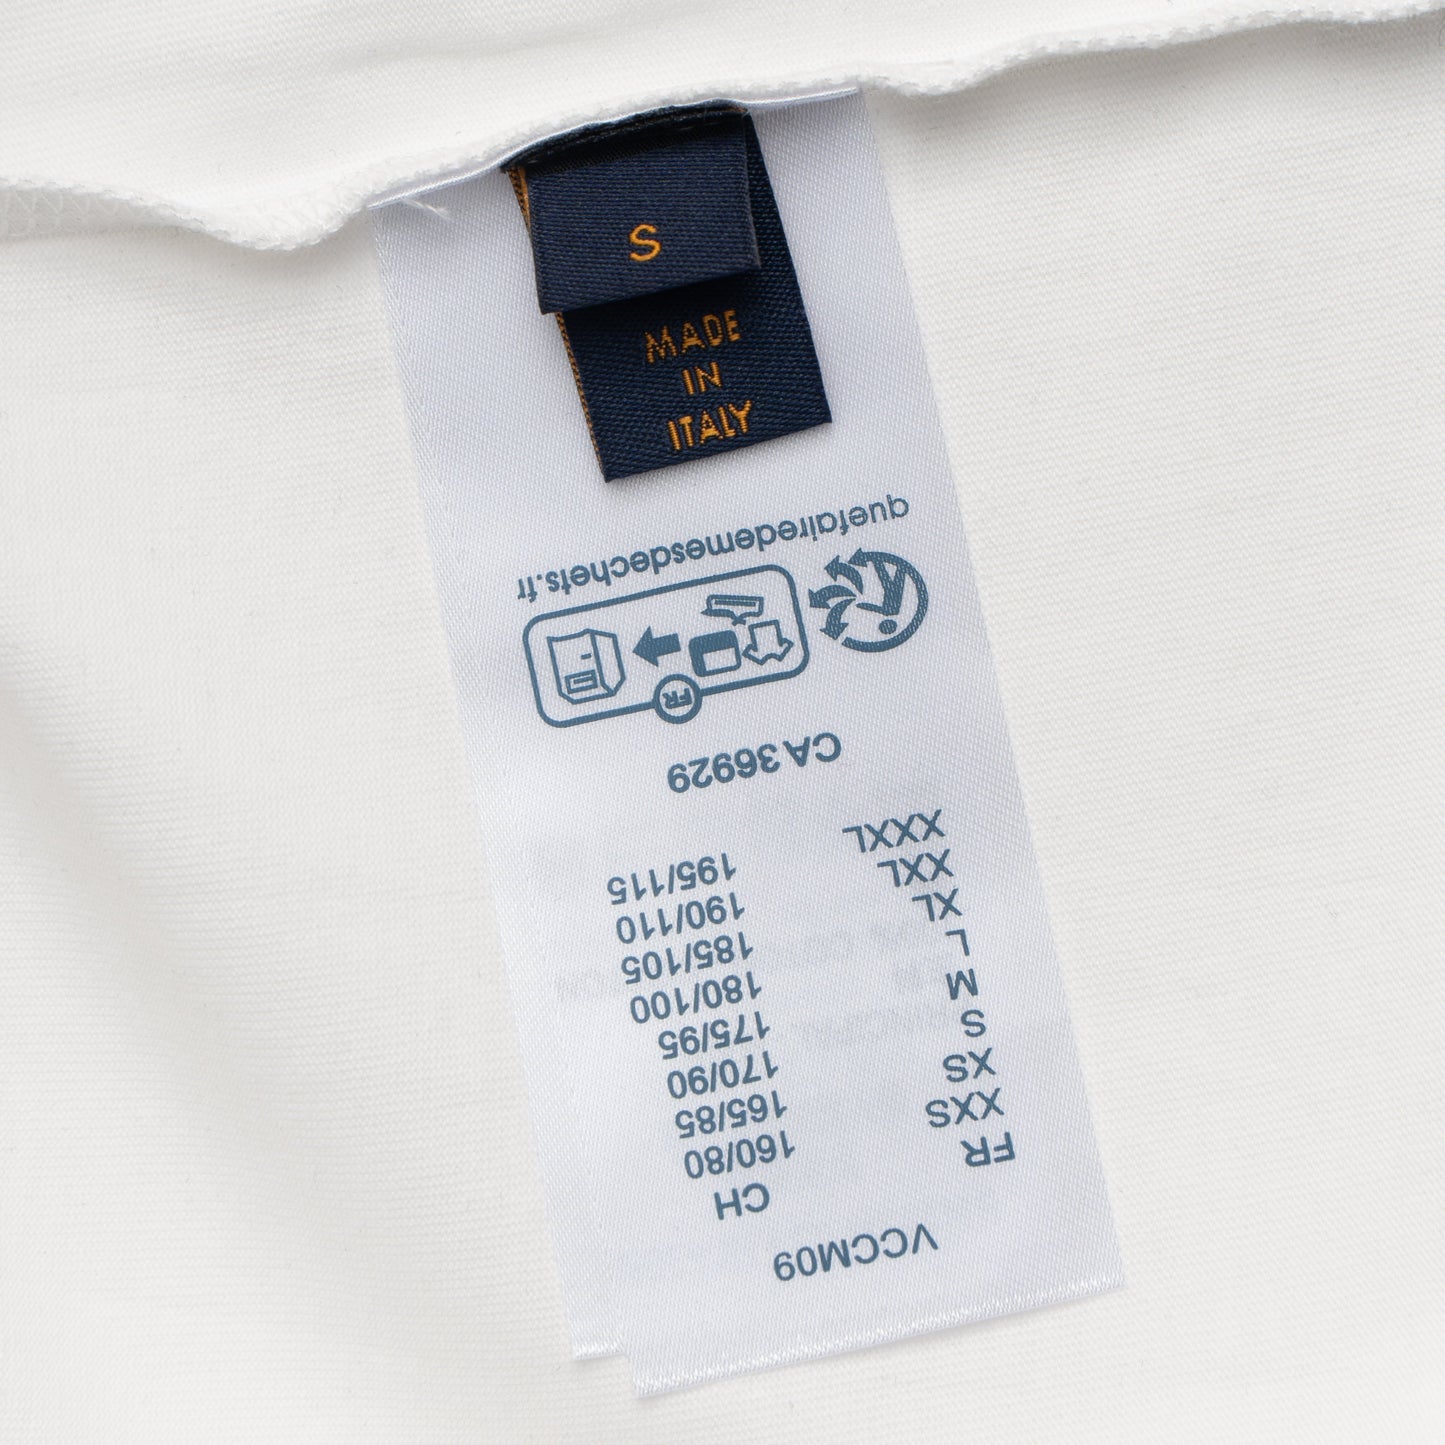 S
MADE
IN
ITALY
VCCM09
FR CH
XXS 160/80
XS 165/85
S 170/90
M 175/95
L 180/100
XL 185/105
XXL 190/110
XXXL 195/115
CA 36929
FR
quefairedemesdechets.fr